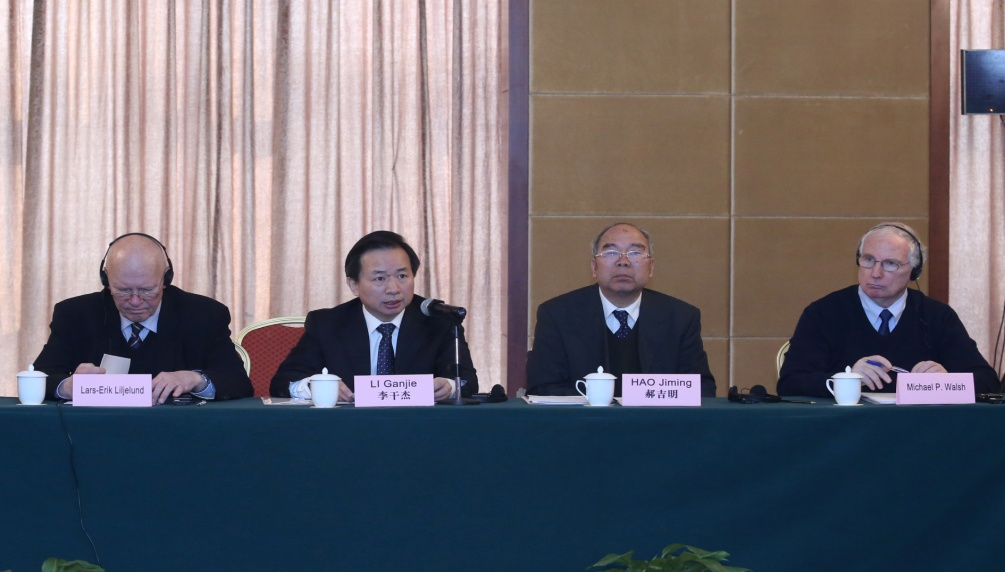 Lars-Erik Liljelund
LI Ganjie
李干杰
HAO Jiming
郝吉明
Michael P. Walsh